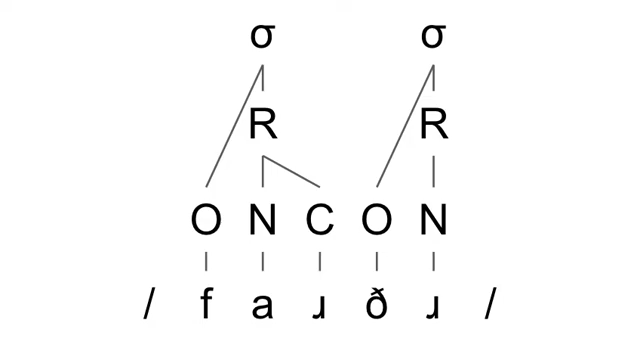 σ σ
R R
O N C O N
/ f a ɹ ð ɹ /